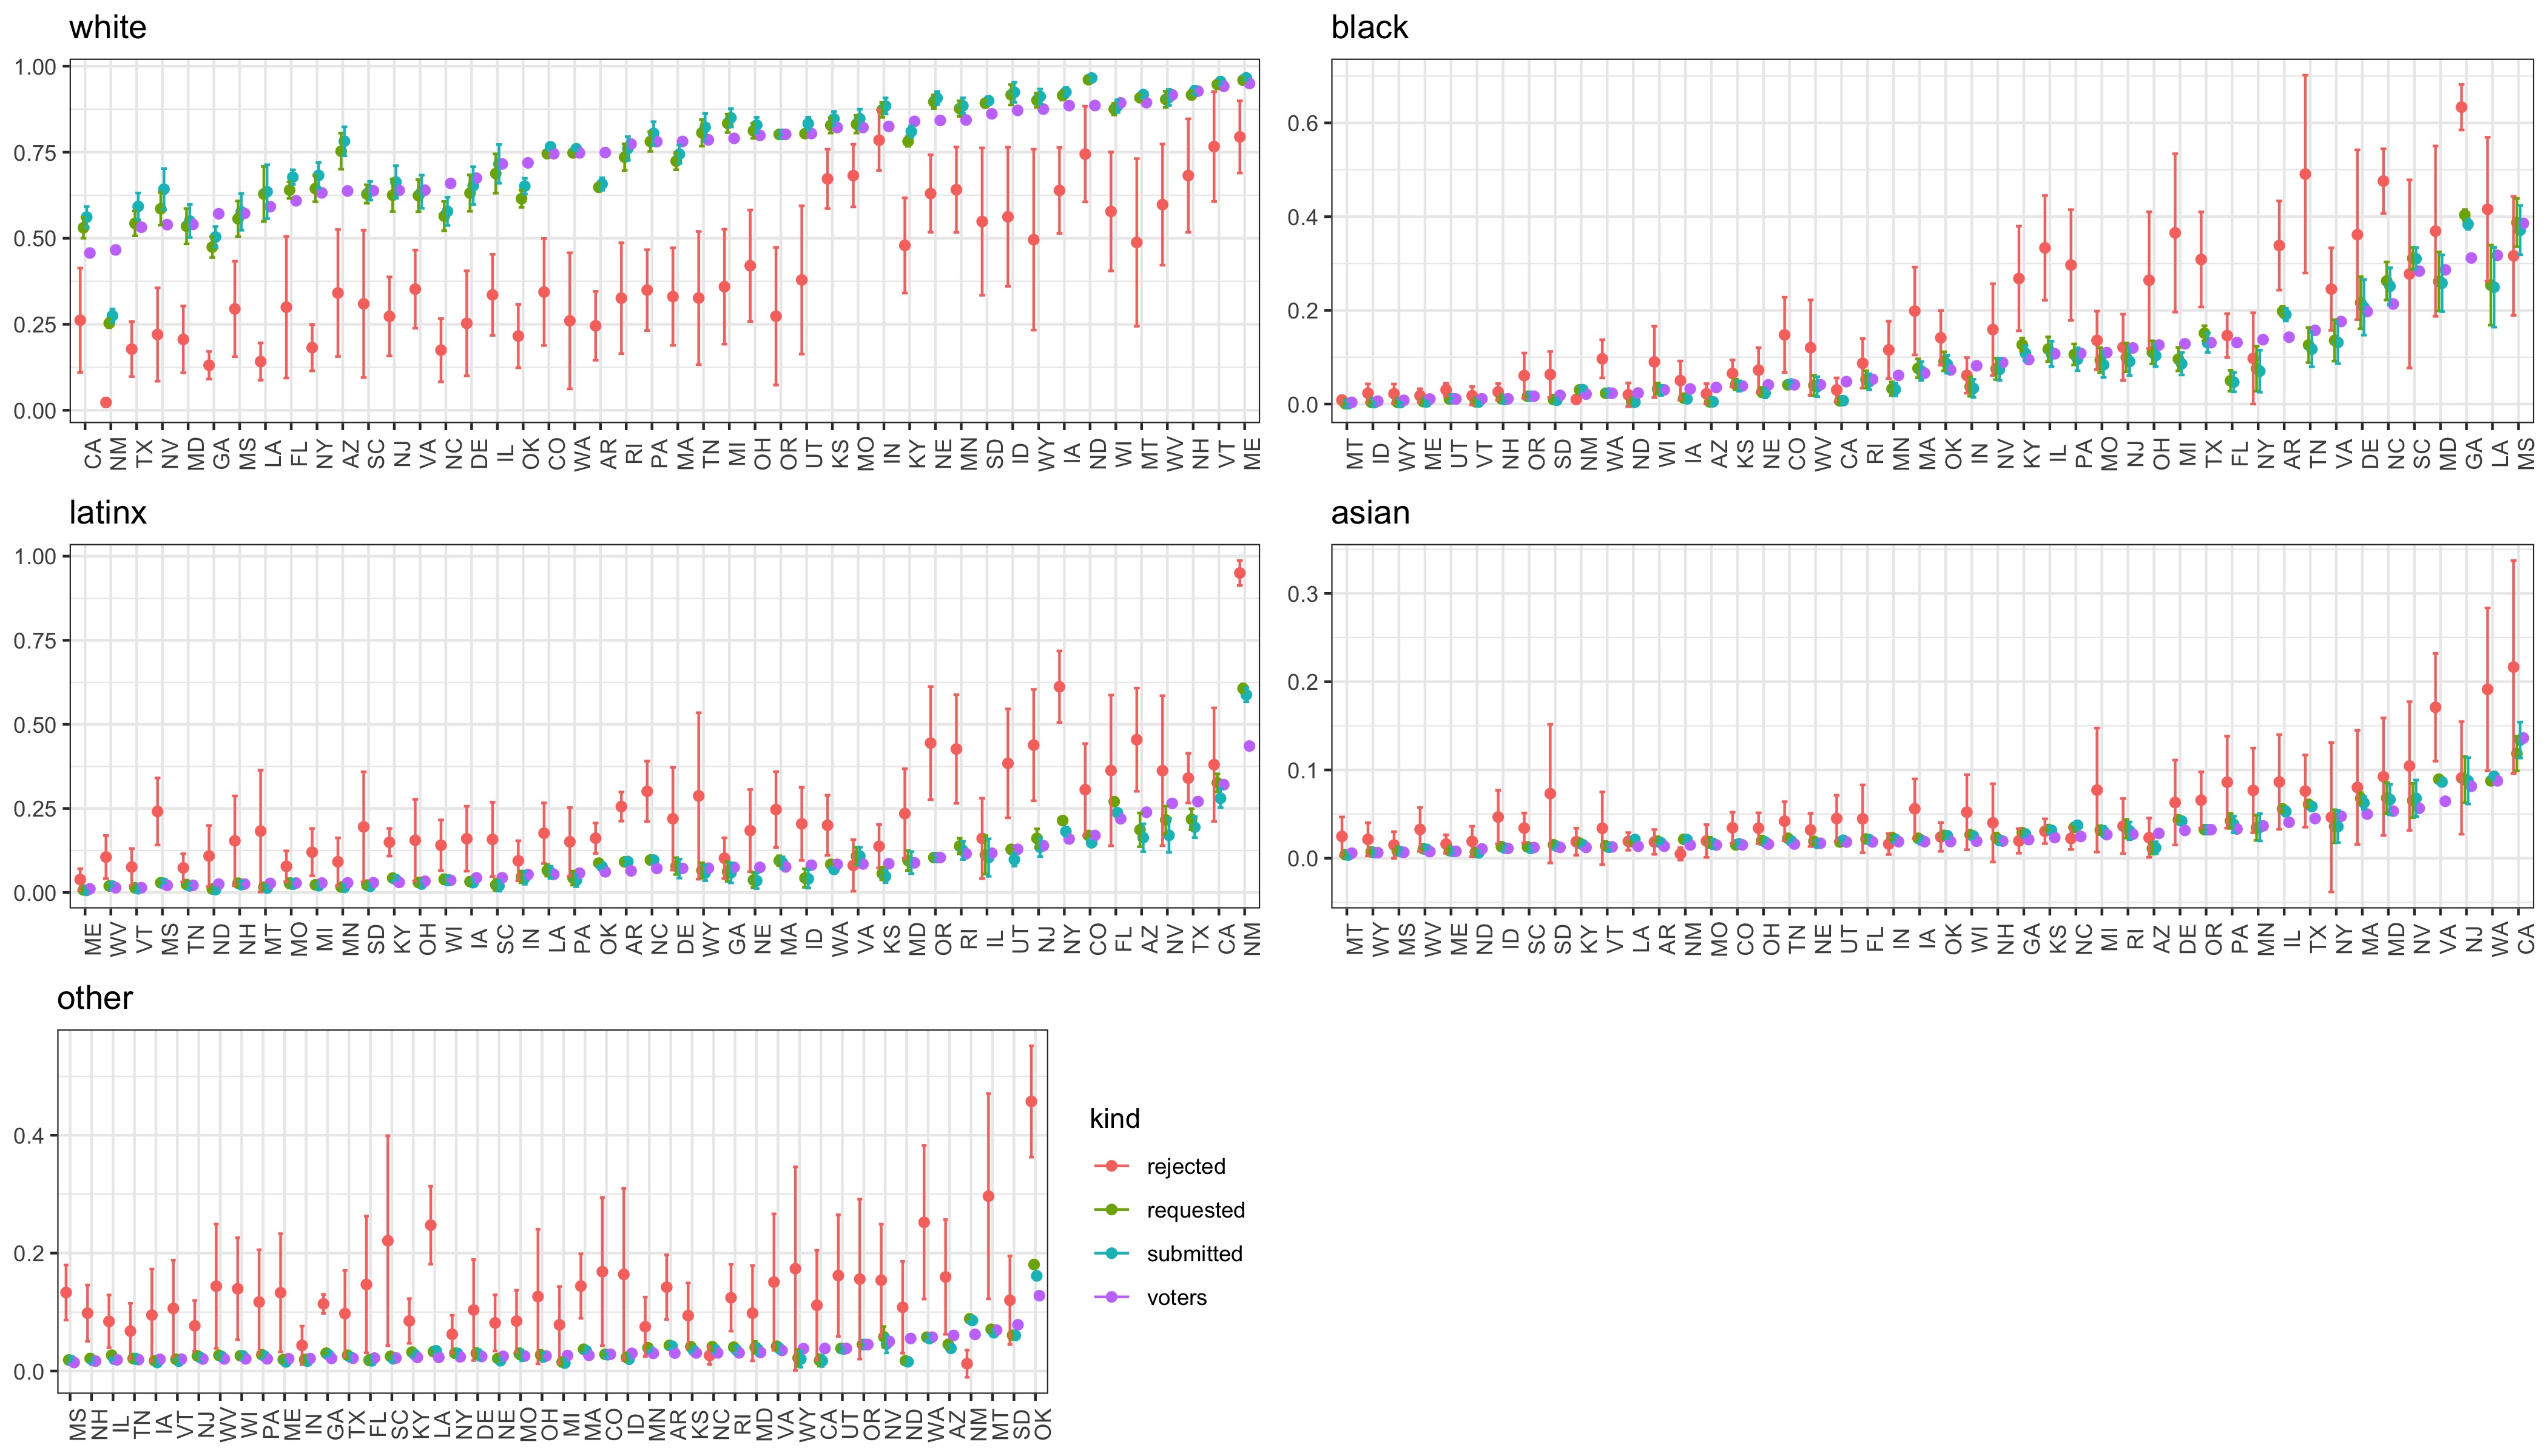 white
1.00
0.75
0.50
0.25
0.00
CA NM TX NV MD GA MS LA FL NY AZ SC NJ VA NC DE IL OK CO WA AR RI PA MA TN MI OH OR UT KS MO IN KY NE MN SD ID WY IA ND WI MT WV NH VT ME
black
0.6
0.4
0.2
0.0
MT ID WY ME UT VT NH OR SD NM WA ND WI IA AZ KS NE CO WV CA RI MN MA OK IN NV KY IL PA MO NJ OH MI TX FL NY AR TN VA DE NC SC MD GA LA MS
latinx
1.00
0.75
0.50
0.25
0.00
ME WV VT MS TN ND NH MT MO MI MN SD KY OH WI IA SC IN LA PA OK AR NC DE WY GA NE MA ID WA VA KS MD OR RI IL UT NJ NY CO FL AZ NV TX CA NM
asian
0.3
0.2
0.1
0.0
MT WY MS WV ME ND ID SC SD KY VT LA AR NM MO CO OH TN NE UT FL IN IA OK WI NH GA KS NC MI RI AZ DE OR PA MN IL TX NY MA MD NV VA NJ WA CA
other
0.4
0.2
0.0
MS NH IL TN IA VT NJ WV WI PA ME IN GA TX FL SC KY LA NY DE NE MO OH MI MA CO ID MN AR KS NC RI MD VA WY CA UT OR NV ND WA AZ NM MT SD OK
kind
rejected
requested
submitted
voters